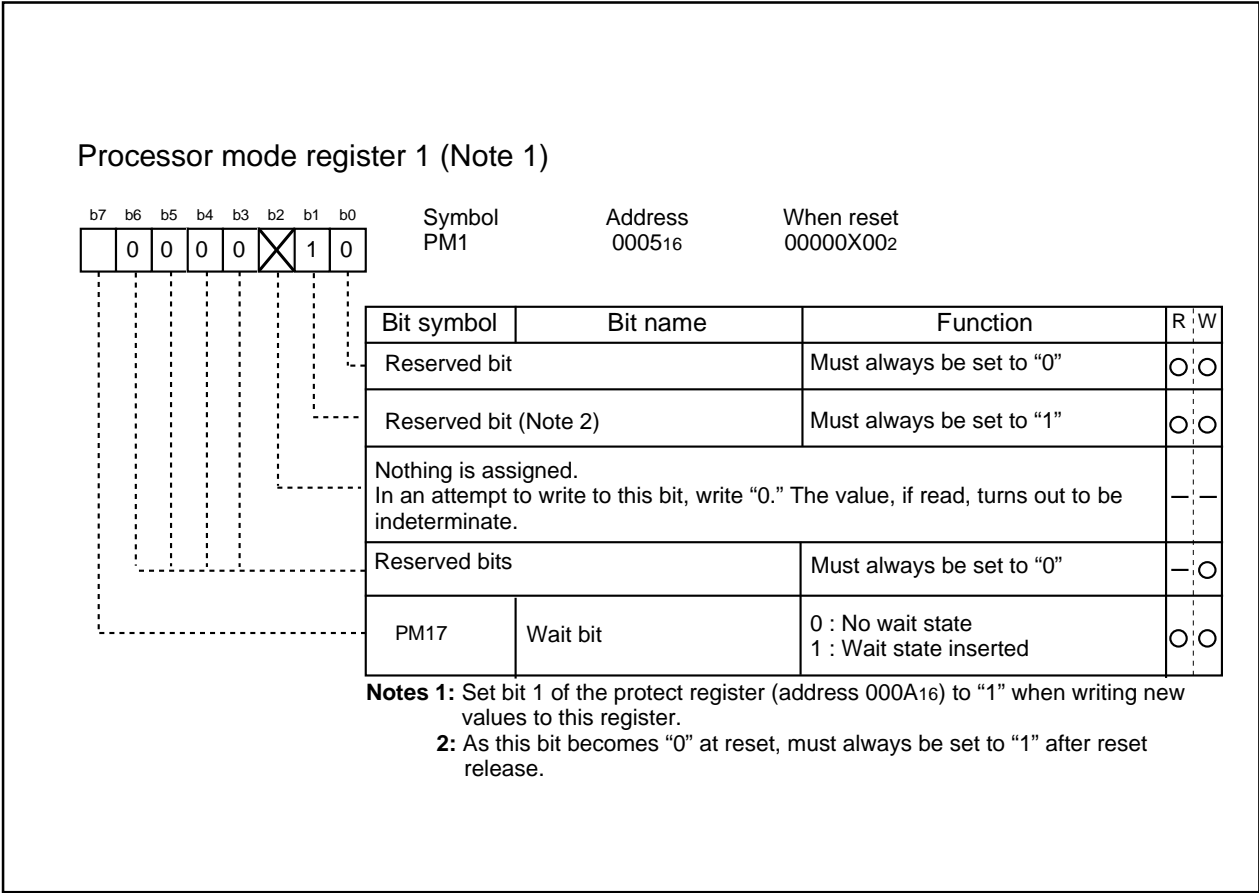 Processor mode register 1 (Note 1)
b7 b6 b5 b4 b3 b2 b1 b0
Symbol Address When reset
PM1 000516 00000X002
0 0 0 0 1 0
Bit symbol Bit name Function R W
Reserved bit Must always be set to “0”
Reserved bit (Note 2) Must always be set to “1”
Nothing is assigned.
In an attempt to write to this bit, write “0.” The value, if read, turns out to be
indeterminate.
Reserved bits Must always be set to “0”
PM17 Wait bit 0 : No wait state
1 : Wait state inserted
Notes 1: Set bit 1 of the protect register (address 000A16) to “1” when writing new
values to this register.
2: As this bit becomes “0” at reset, must always be set to “1” after reset
release.